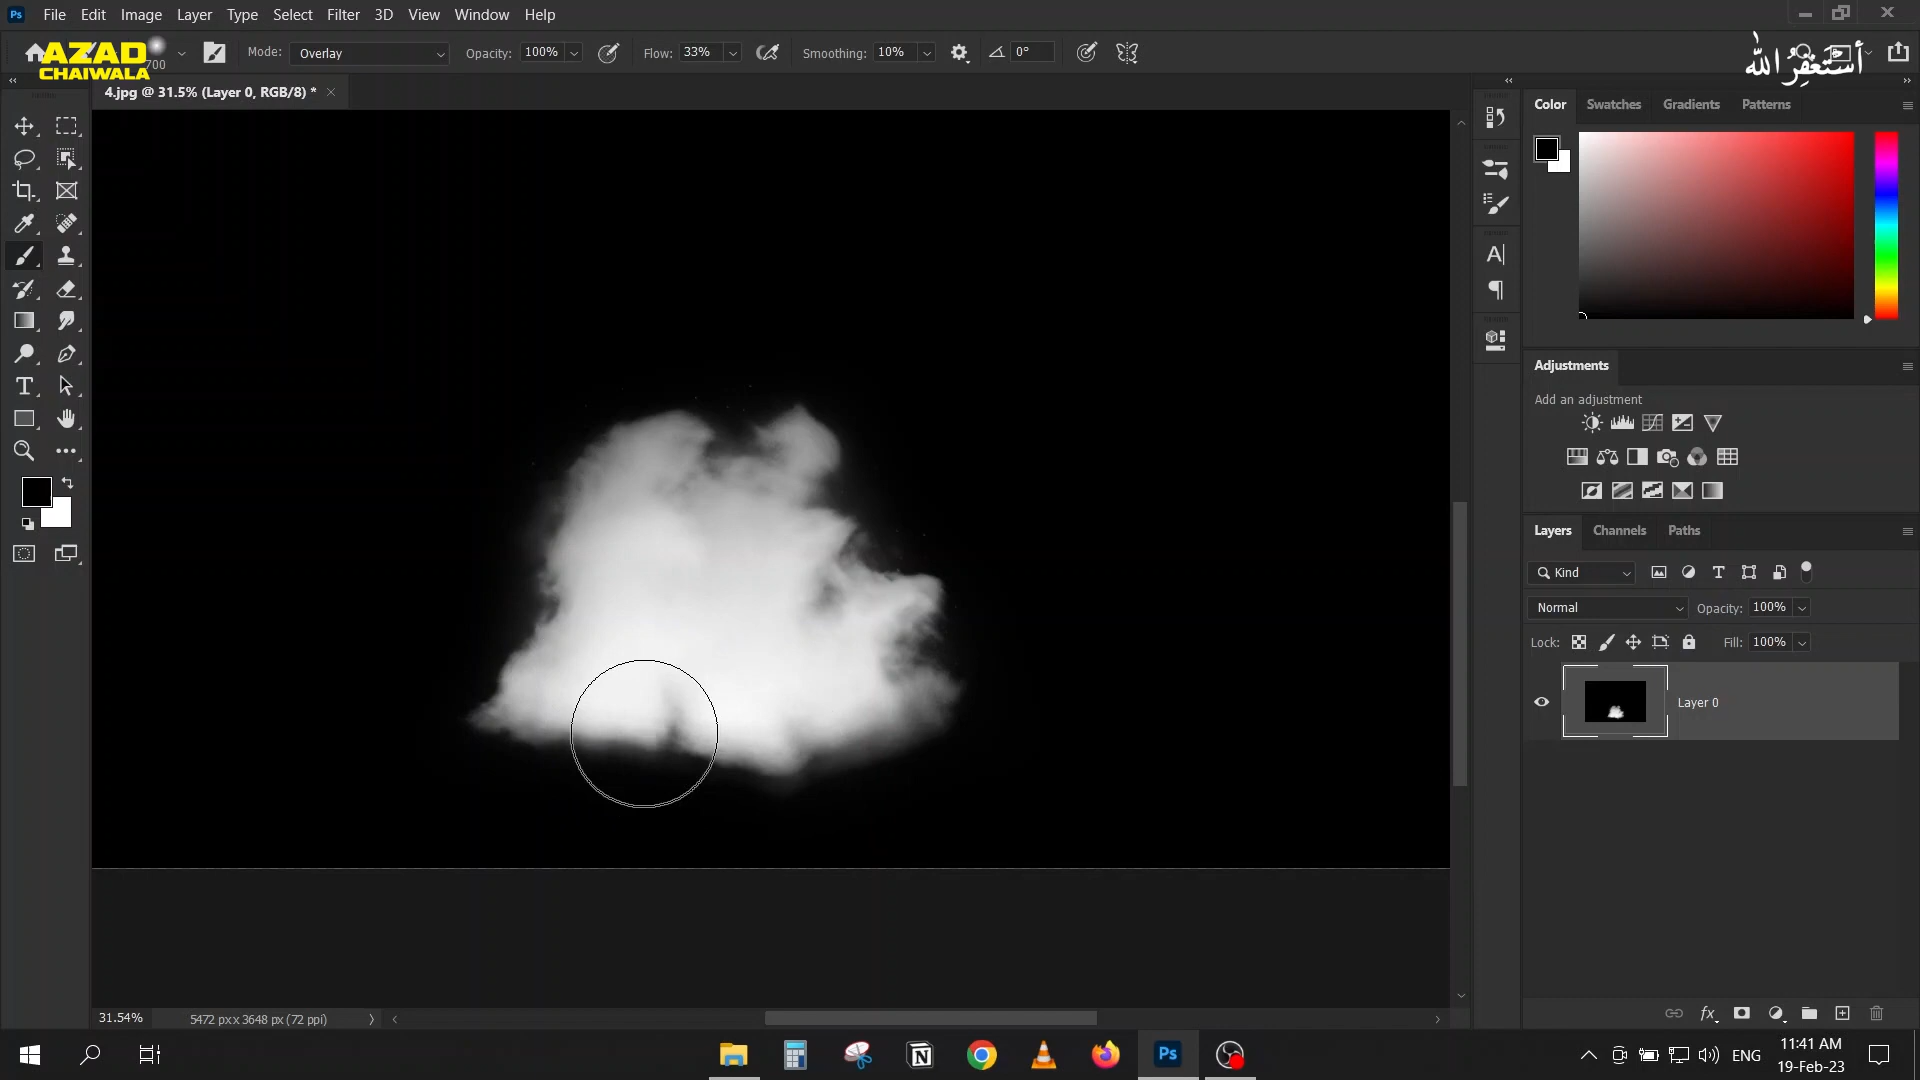 Ps File Edit Image Layer Type Select Filter 3D View Window Help
AZAD
CHAIWALA
700
Mode: Overlay Opacity: 100% Flow: 33% Smoothing: 10% 0°
أستغفر الله
4.jpg @ 31.5% (Layer 0, RGB/8) *
Color Swatches Gradients Patterns
Adjustments
Add an adjustment
Layers Channels Paths
Kind
Normal Opacity: 100%
Lock: Fill: 100%
Layer 0
31.54% 5472 px x 3648 px (72 ppi)
fx
Ps
ENG
11:41 AM
19-Feb-23